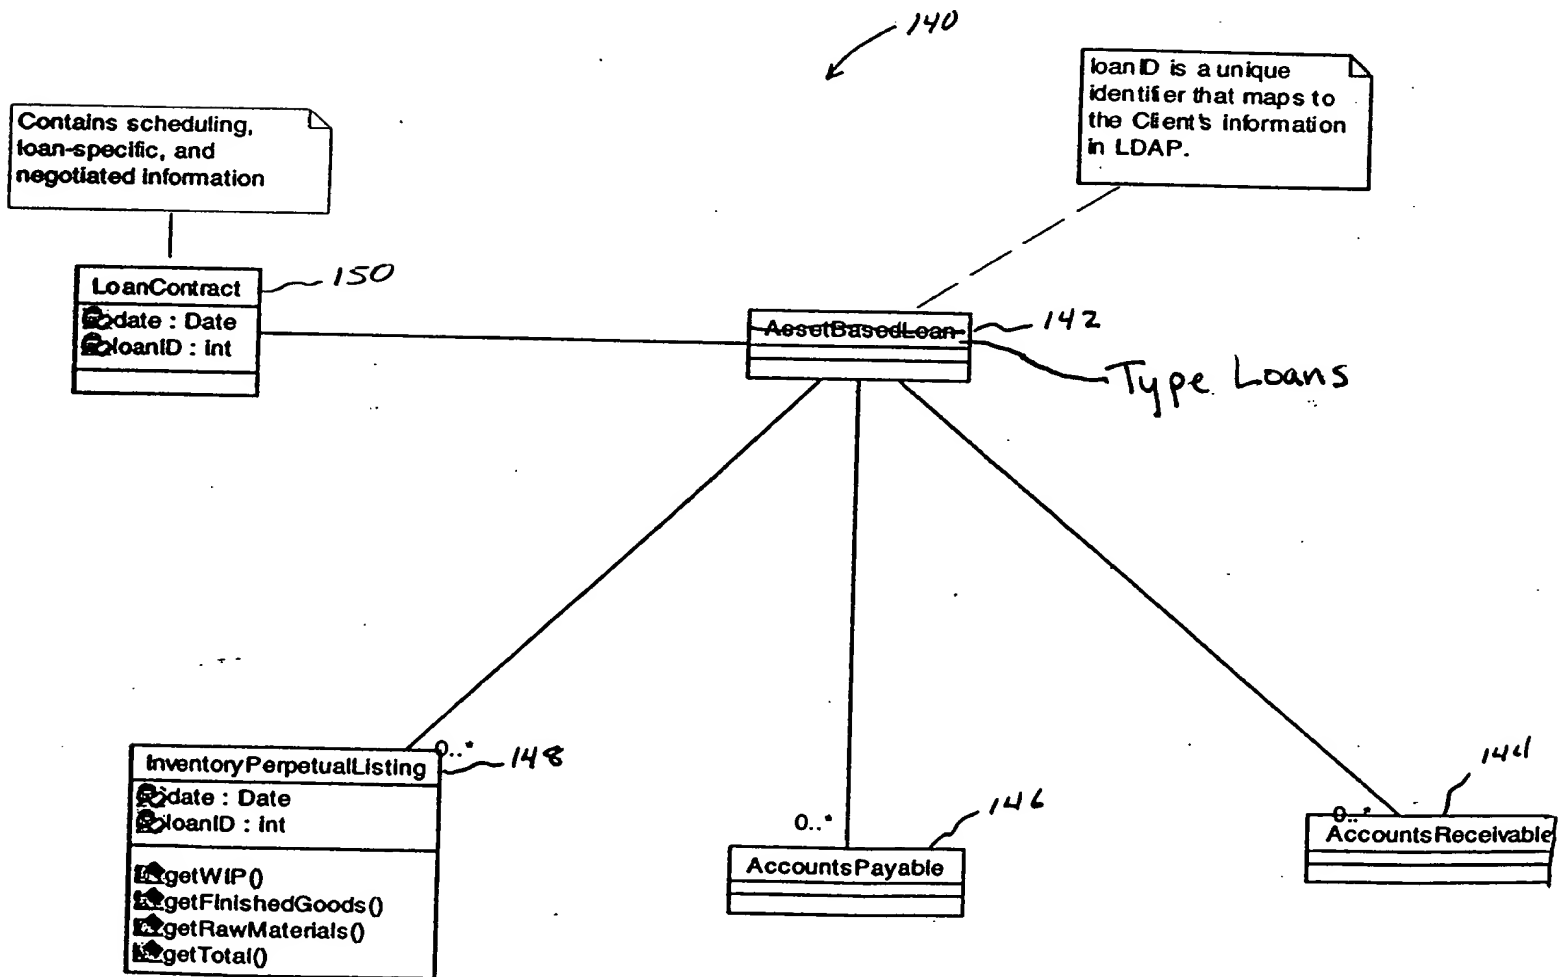 140
loanID is a unique
identifier that maps to
the Client's information
in LDAP.
Contains scheduling,
loan-specific, and
negotiated information
LoanContract
150
date : Date
loanID : int
AssetBasedLoan
142
Type Loans
0..*
InventoryPerpetualListing
148
date : Date
loanID : int
getWIP()
getFinishedGoods()
getRawMaterials()
getTotal()
0..*
146
AccountsPayable
144
0..*
AccountsReceivable